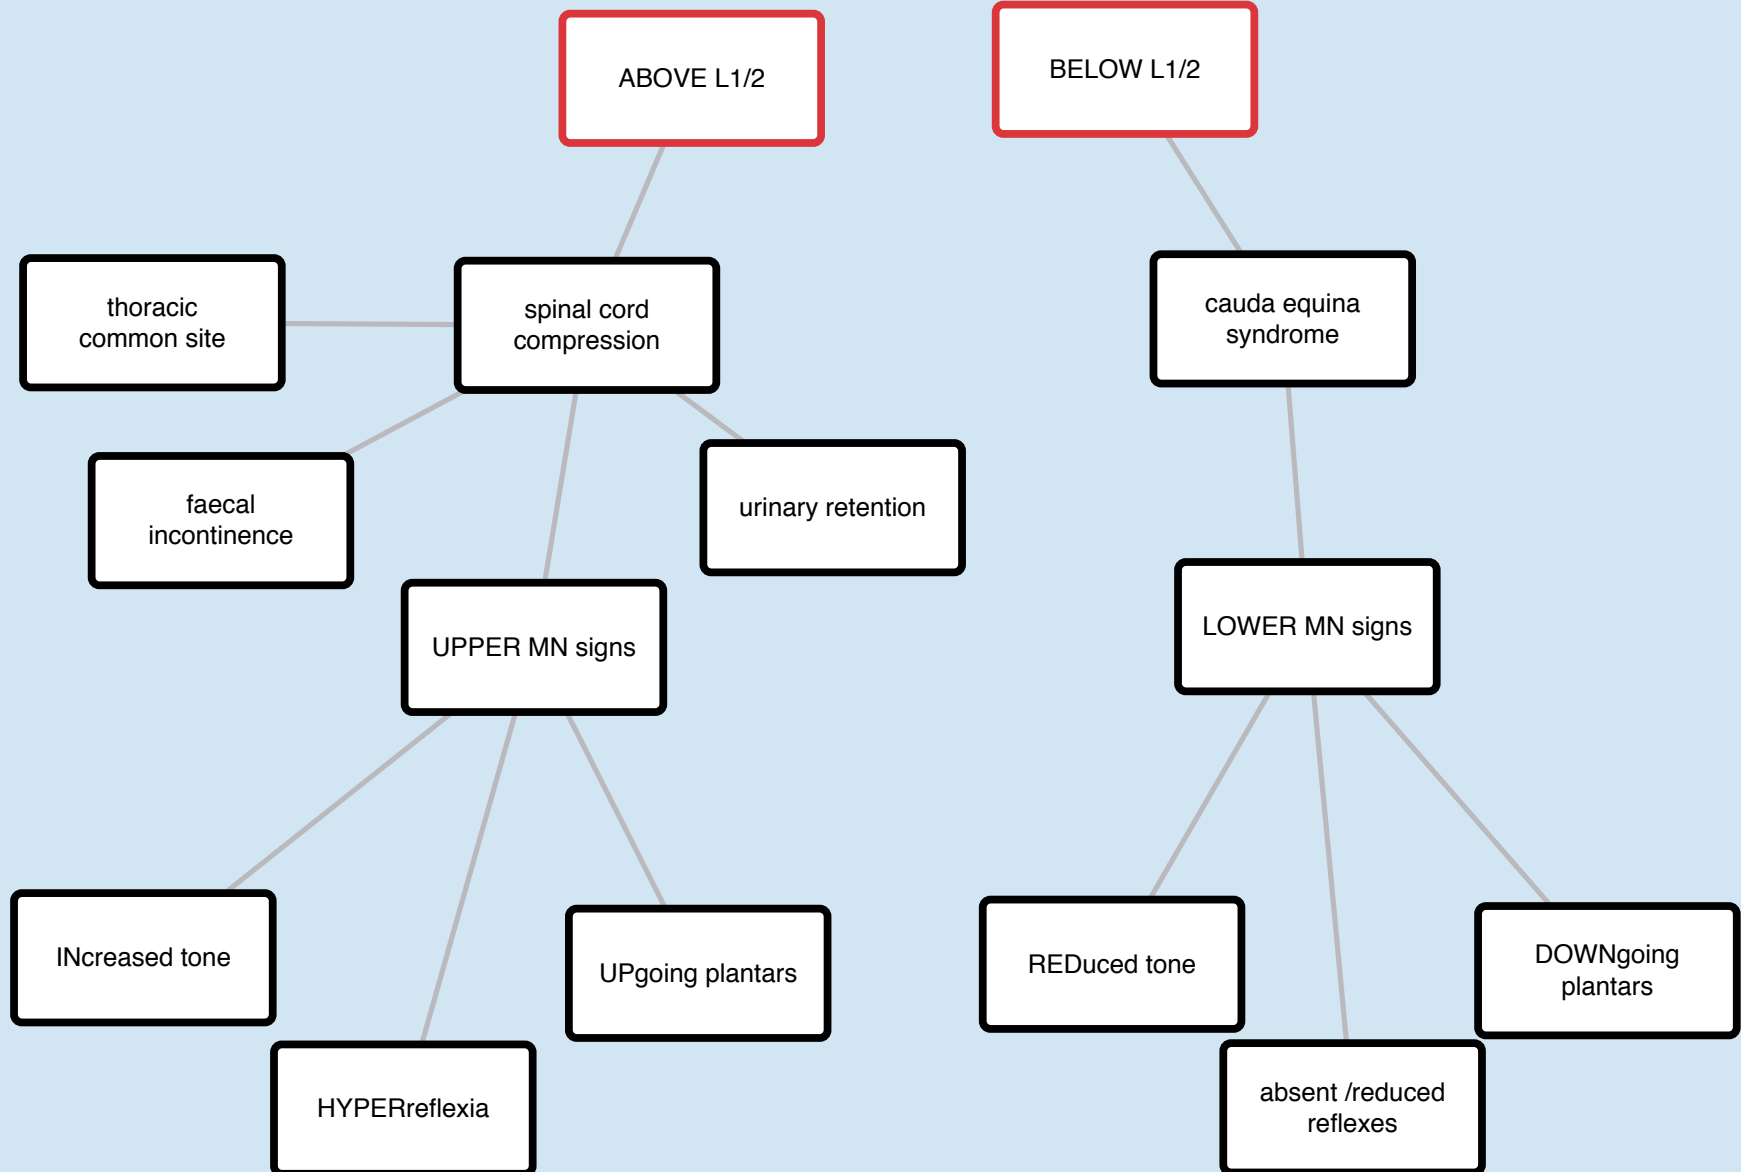 ABOVE L1/2
BELOW L1/2
thoracic
common site
spinal cord
compression
cauda equina
syndrome
faecal
incontinence
urinary retention
UPPER MN signs
LOWER MN signs
INcreased tone
UPgoing plantars
HYPERreflexia
REDuced tone
DOWNgoing
plantars
absent /reduced
reflexes